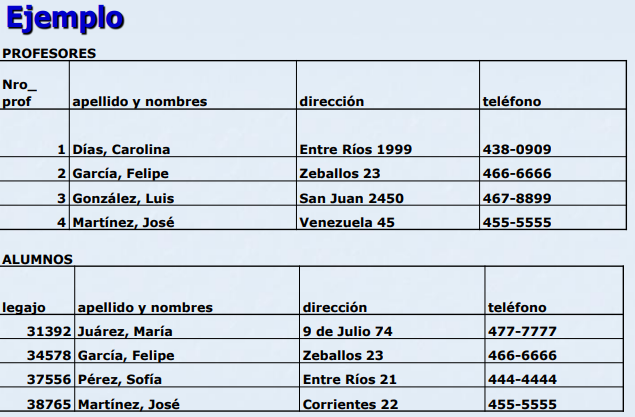 Ejemplo
PROFESORES
Nro_
prof apellido y nombres dirección teléfono
1 Días, Carolina Entre Ríos 1999 438-0909
2 García, Felipe Zeballos 23 466-6666
3 González, Luis San Juan 2450 467-8899
4 Martínez, José Venezuela 45 455-5555
ALUMNOS
legajo apellido y nombres dirección teléfono
31392 Juárez, María 9 de Julio 74 477-7777
34578 García, Felipe Zeballos 23 466-6666
37556 Pérez, Sofía Entre Ríos 21 444-4444
38765 Martínez, José Corrientes 22 455-5555